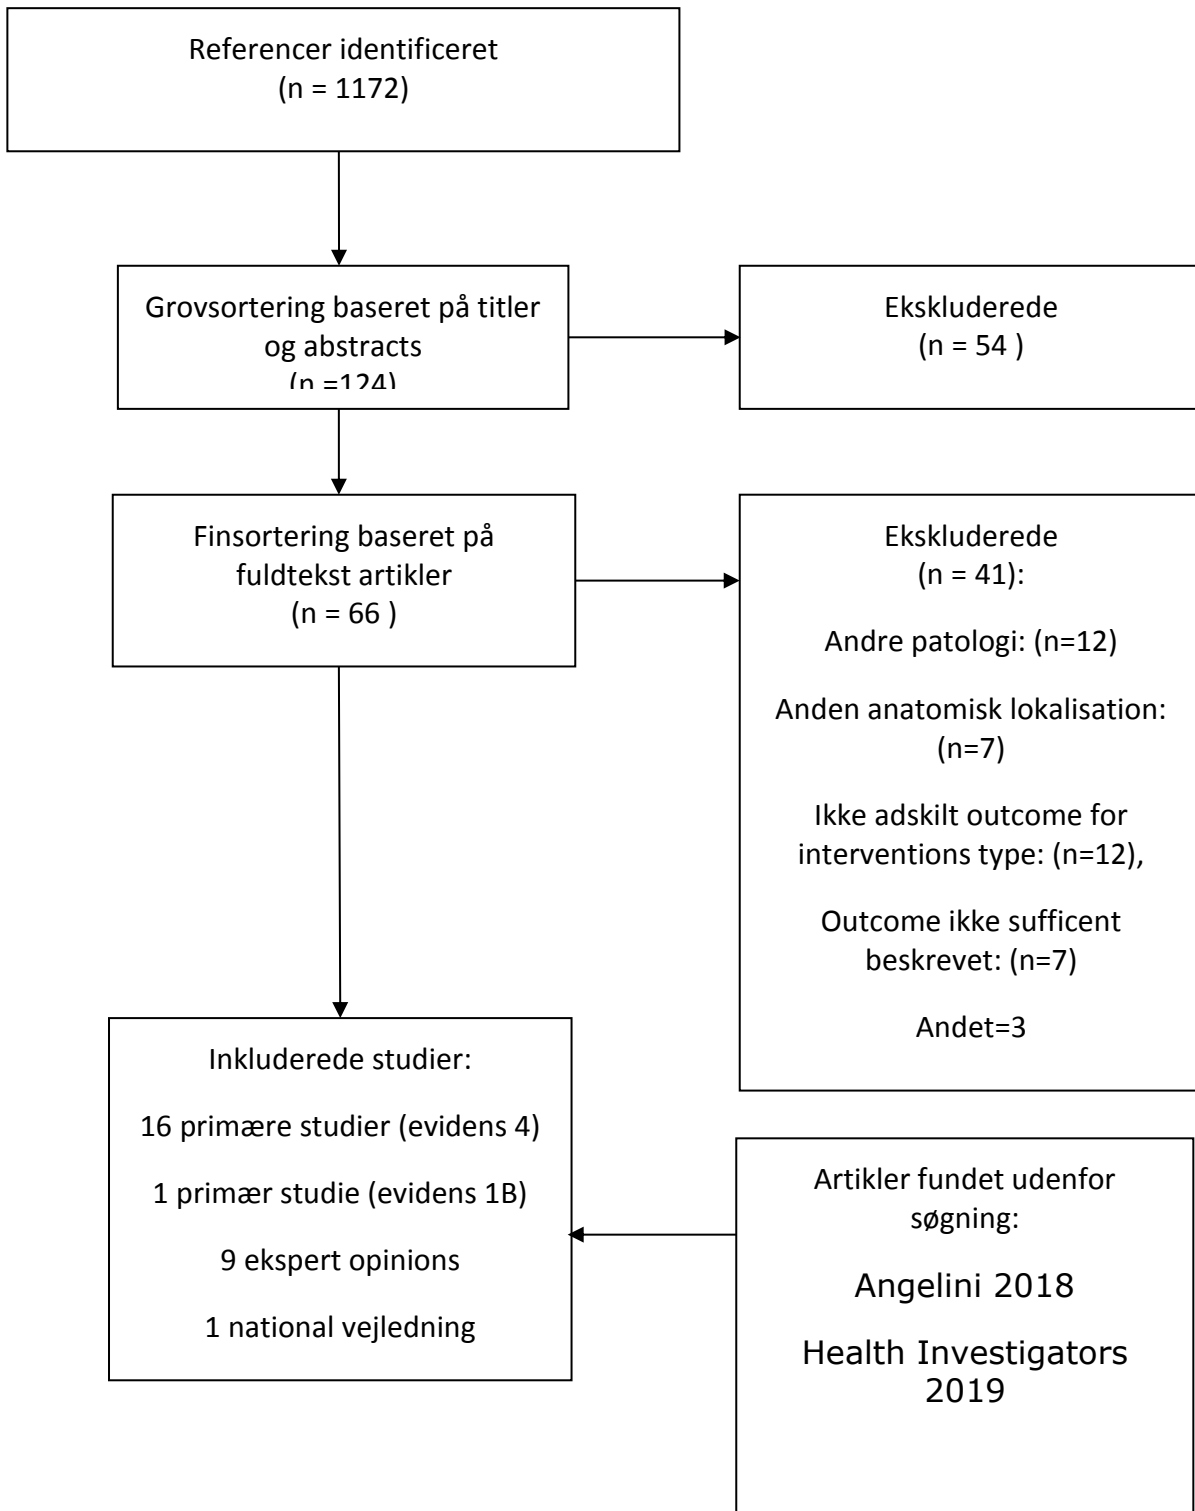 Referencer identificeret
(n = 1172)
Grovsortering baseret på titler
og abstracts
(n =124)
Ekskluderede
(n = 54 )
Finsortering baseret på
fuldtekst artikler
(n = 66 )
Ekskluderede
(n = 41):
Andre patologi: (n=12)
Anden anatomisk lokalisation:
(n=7)
Ikke adskilt outcome for
interventions type: (n=12),
Outcome ikke sufficent
beskrevet: (n=7)
Andet=3
Inkluderede studier:
16 primære studier (evidens 4)
1 primær studie (evidens 1B)
9 ekspert opinions
1 national vejledning
Artikler fundet udenfor
søgning:
Angelini 2018
Health Investigators
2019